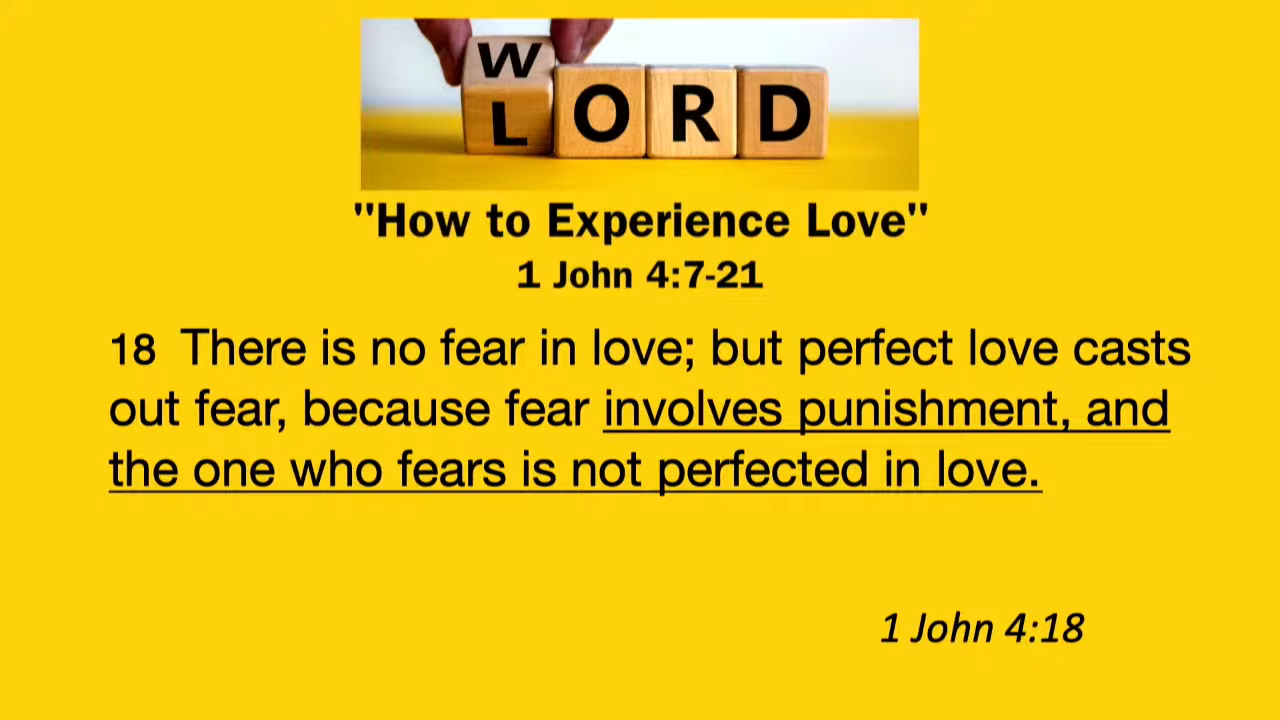 W
LORD
"How to Experience Love"
1 John 4:7-21
18 There is no fear in love; but perfect love casts
out fear, because fear involves punishment, and
the one who fears is not perfected in love.
1 John 4:18